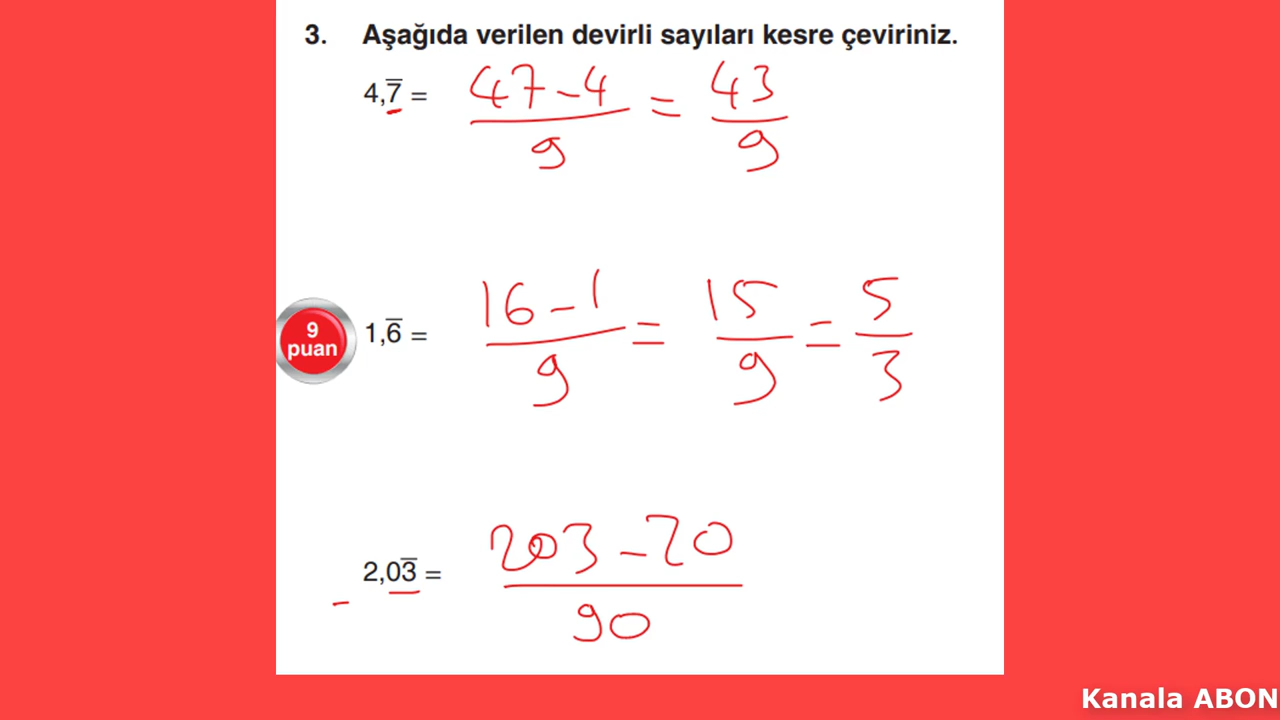 3. Aşağıda verilen devirli sayıları kesre çeviriniz.
4,7̅ = 47-4/9 = 43/9
9 puan
1,6̅ = 16-1/9 = 15/9 = 5/3
2,03̅ = 203-20/90
Kanala ABON